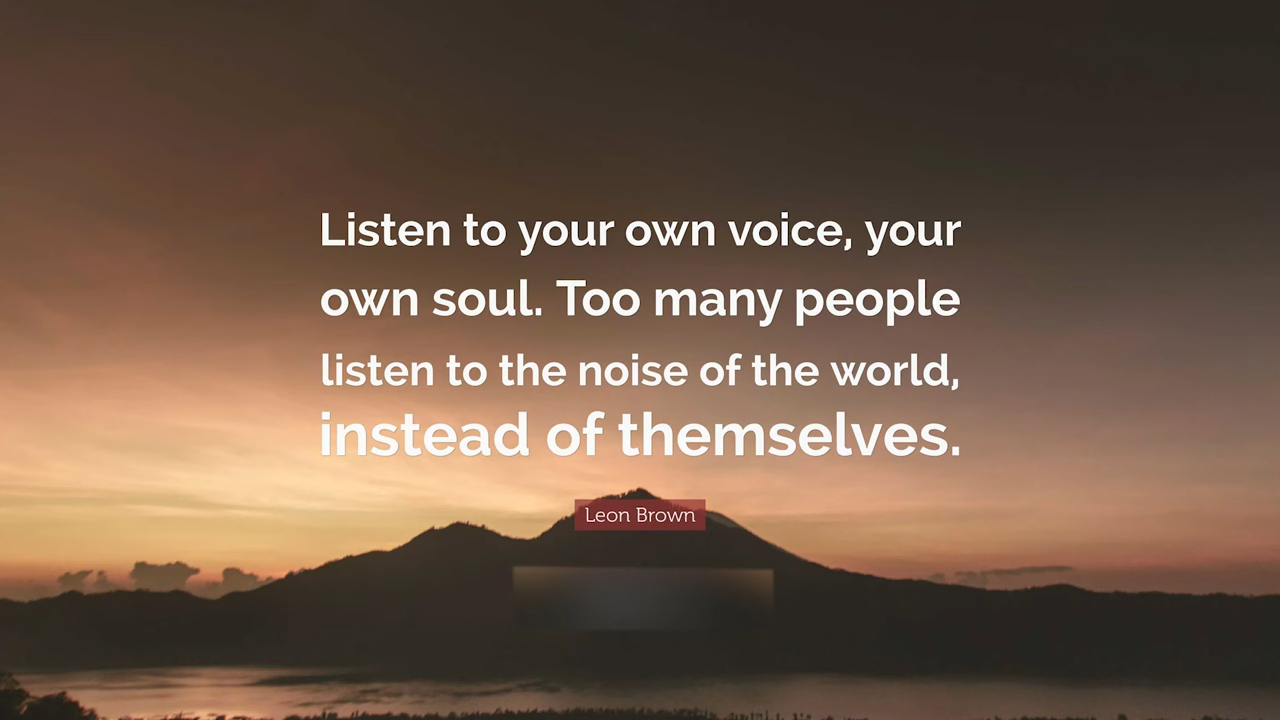 Listen to your own voice, your
own soul. Too many people
listen to the noise of the world,
instead of themselves.
Leon Brown